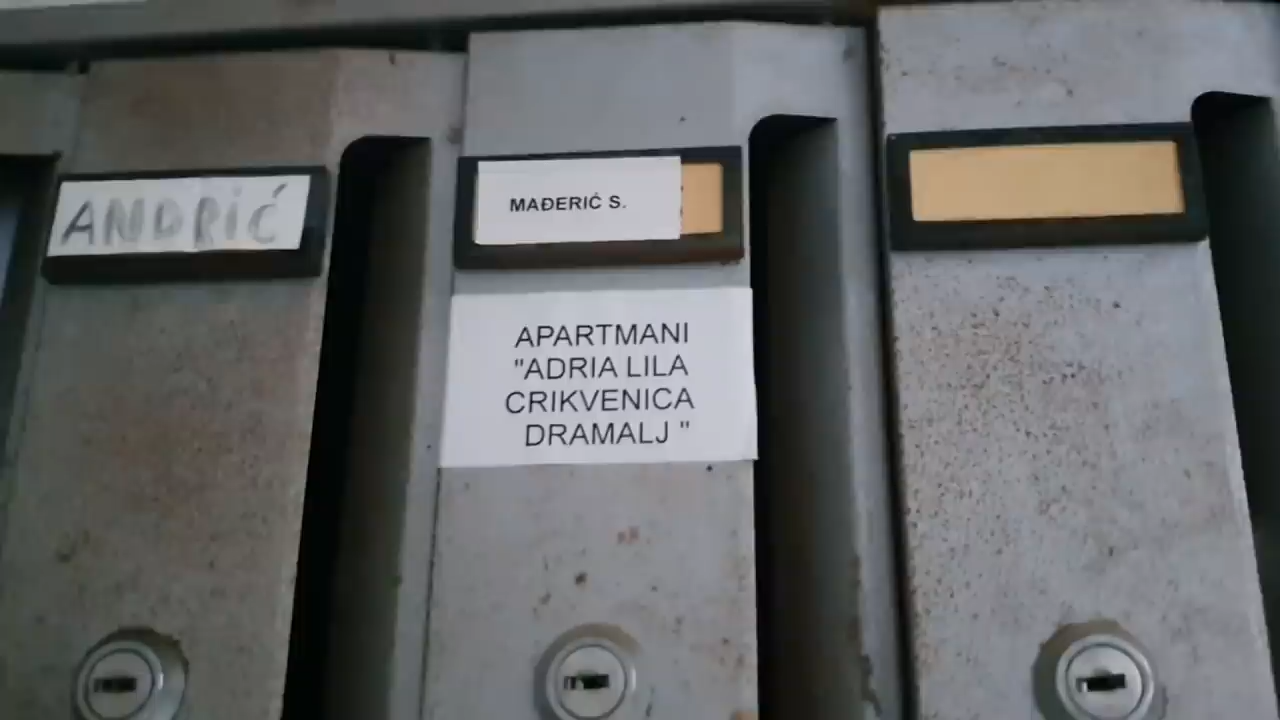 ANDRIĆ
MAĐERIĆ S.
APARTMANI
"ADRIA LILA
CRIKVENICA
DRAMALJ "